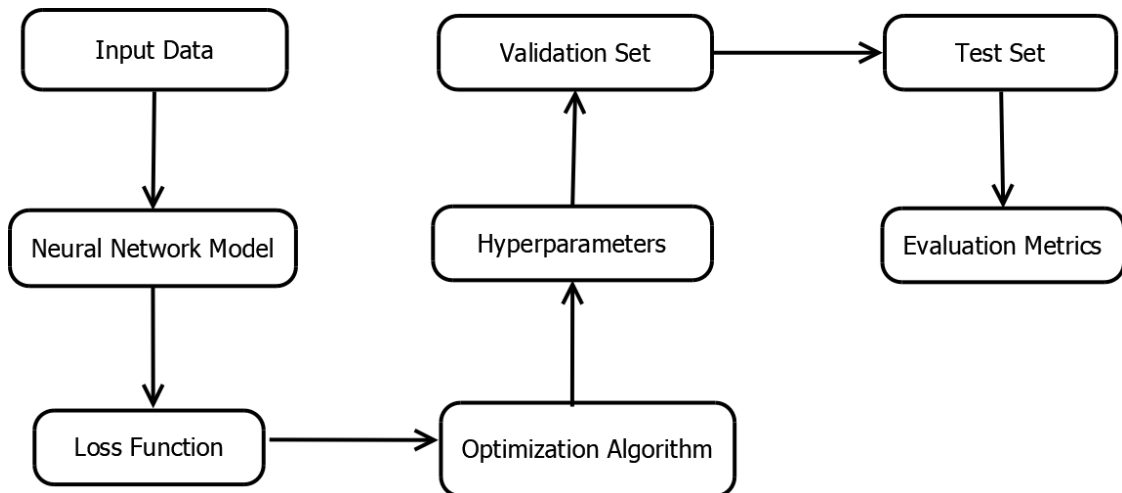 Input Data
Neural Network Model
Loss Function
Optimization Algorithm
Hyperparameters
Validation Set
Test Set
Evaluation Metrics